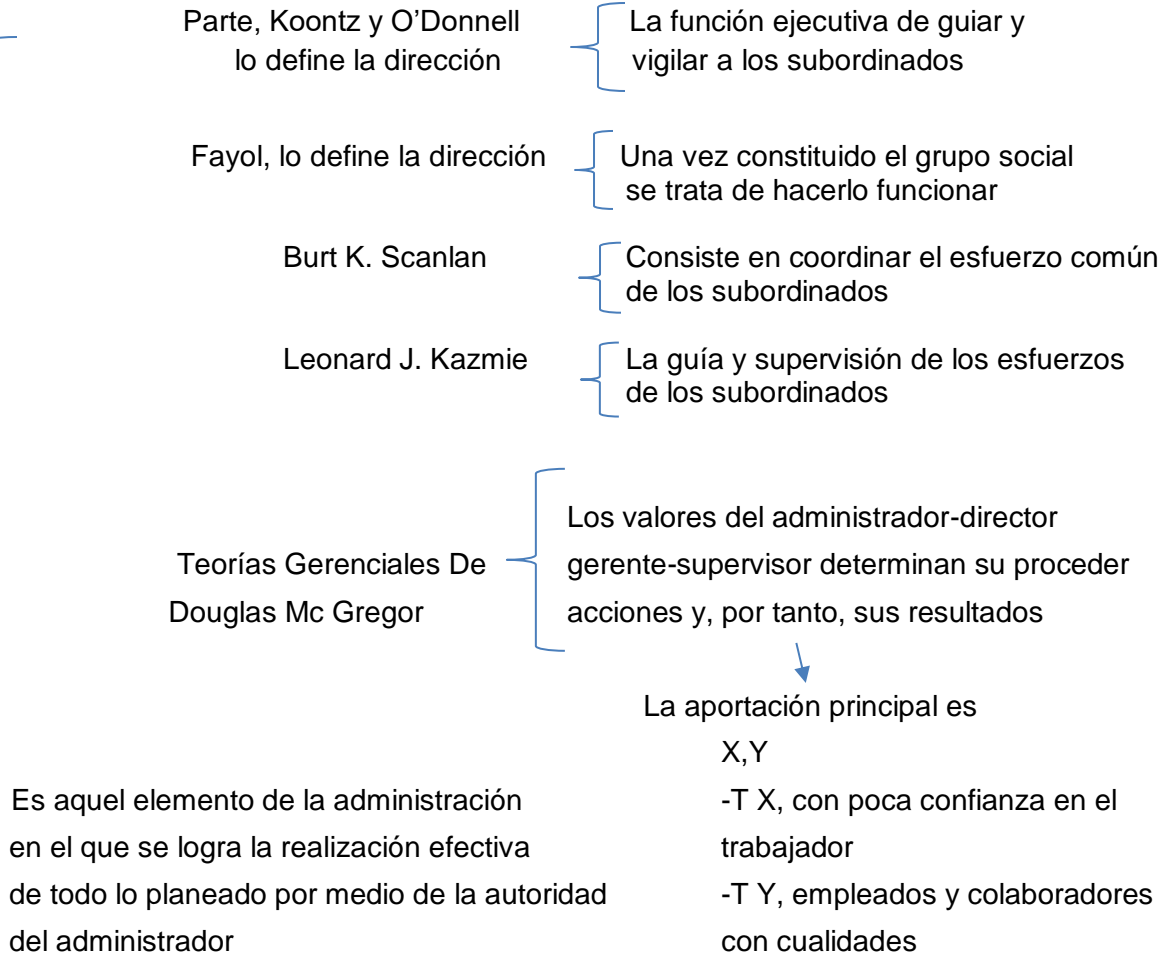 Parte, Koontz y O’Donnell
lo define la dirección
La función ejecutiva de guiar y
vigilar a los subordinados
Fayol, lo define la dirección
Una vez constituido el grupo social
se trata de hacerlo funcionar
Burt K. Scanlan
Consiste en coordinar el esfuerzo común
de los subordinados
Leonard J. Kazmie
La guía y supervisión de los esfuerzos
de los subordinados
Teorías Gerenciales De
Douglas Mc Gregor
Los valores del administrador-director
gerente-supervisor determinan su proceder
acciones y, por tanto, sus resultados
La aportación principal es
X,Y
-T X, con poca confianza en el
trabajador
-T Y, empleados y colaboradores
con cualidades
Es aquel elemento de la administración
en el que se logra la realización efectiva
de todo lo planeado por medio de la autoridad
del administrador